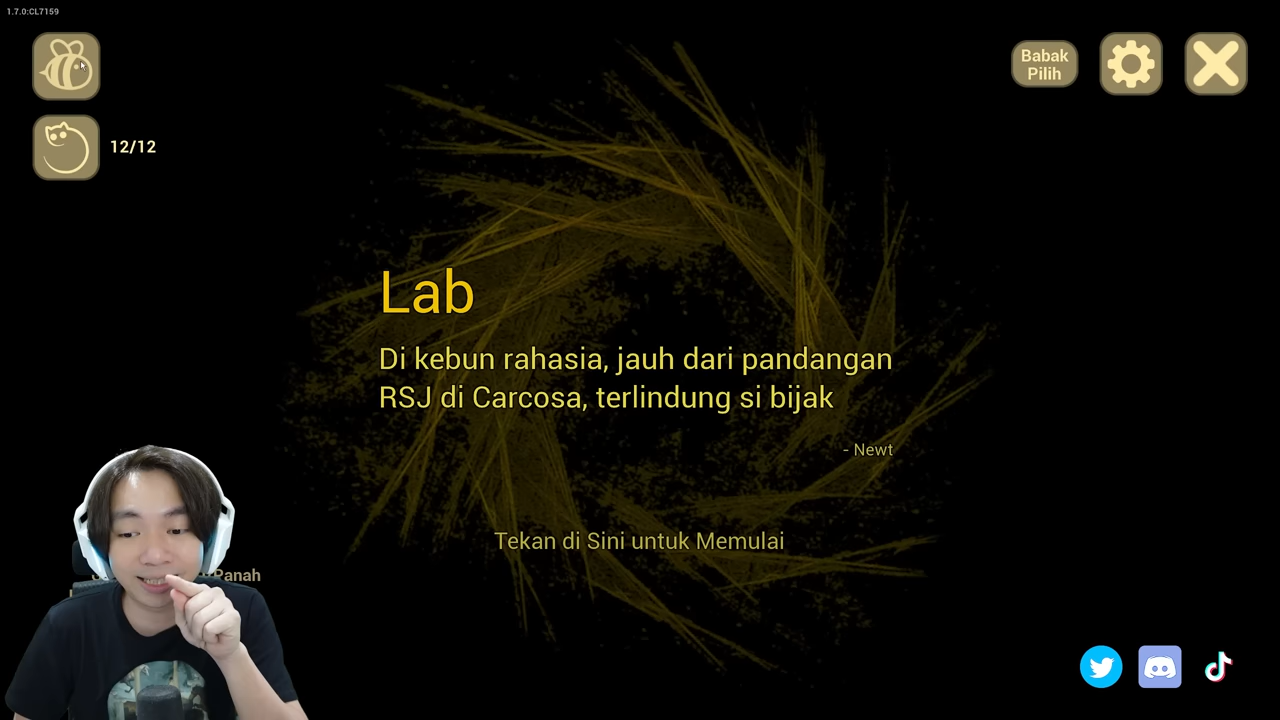 1.7.0:CL7159
Babak
Pilih
12/12
Lab
Di kebun rahasia, jauh dari pandangan
RSJ di Carcosa, terlindung si bijak
- Newt
Tekan di Sini untuk Memulai
Panah